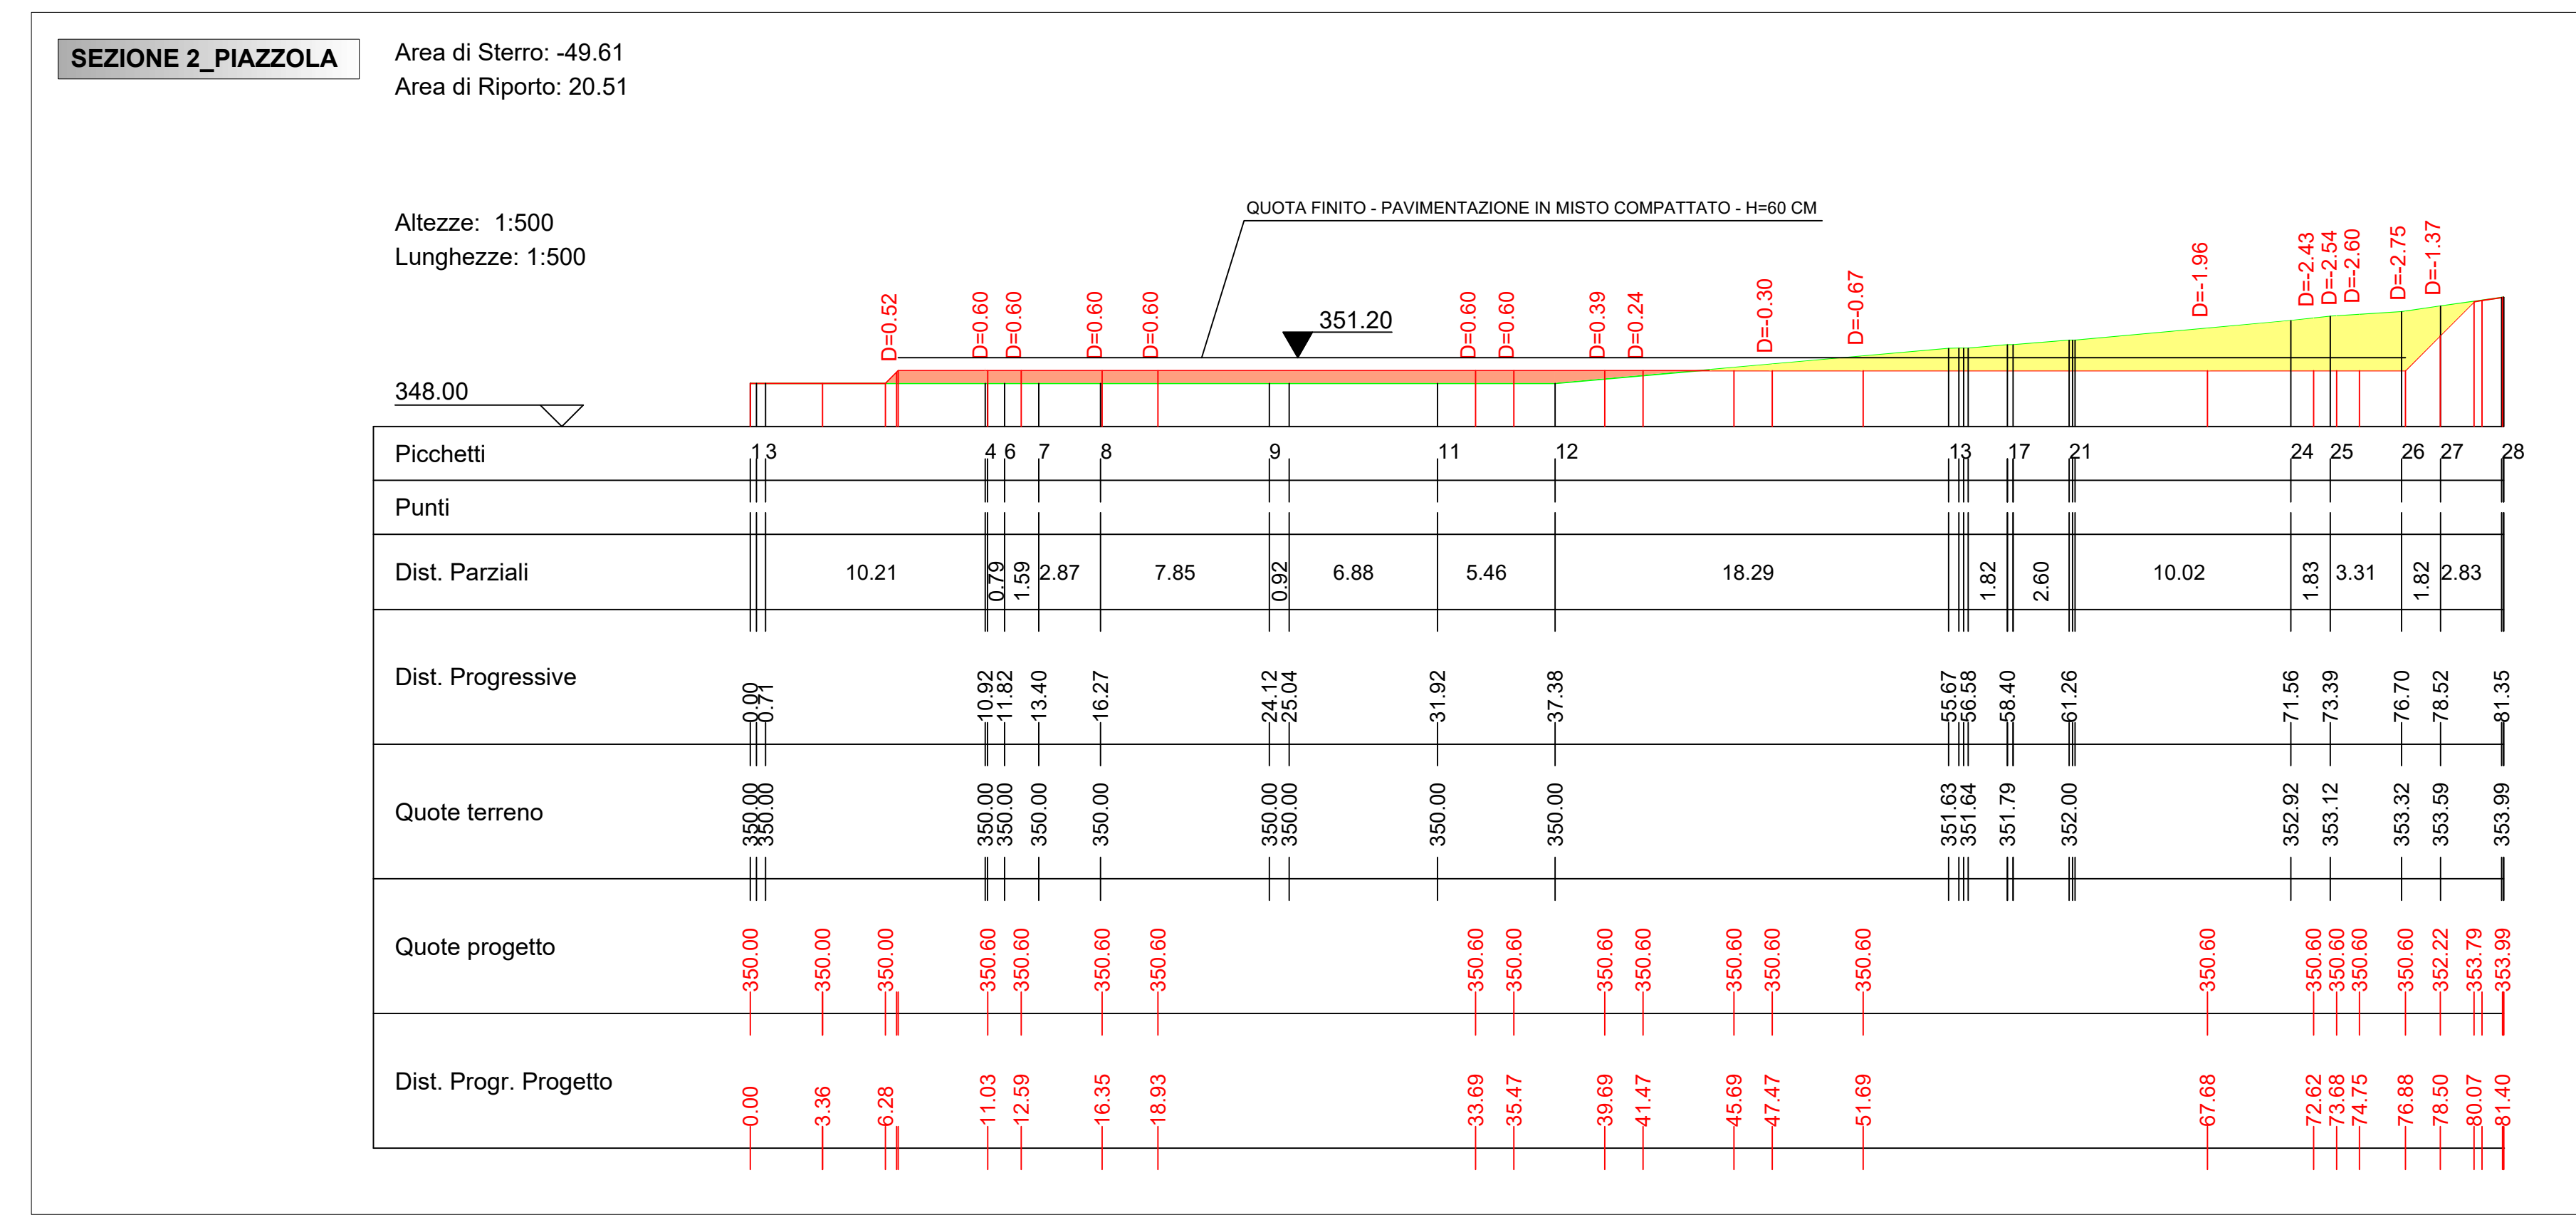 SEZIONE 2_PIAZZOLA
Area di Sterro: -49.61
Area di Riporto: 20.51
Altezze: 1:500
Lunghezze: 1:500
QUOTA FINITO - PAVIMENTAZIONE IN MISTO COMPATTATO - H=60 CM
351.20
348.00
D=0.52 D=0.60 D=0.60 D=0.60 D=0.60 D=0.60 D=0.60 D=0.39 D=0.24 D=-0.30 D=-0.67 D=-1.96 D=-2.43 D=-2.54 D=-2.60 D=-2.75 D=-1.37
Picchetti 1 3 4 6 7 8 9 11 12 13 17 21 24 25 26 27 28
Punti
Dist. Parziali 10.21 0.79 1.59 2.87 7.85 0.92 6.88 5.46 18.29 1.82 2.60 10.02 1.83 3.31 1.82 2.83
Dist. Progressive 0.00 0.71 10.92 11.82 13.40 16.27 24.12 25.04 31.92 37.38 55.67 56.58 58.40 61.26 71.56 73.39 76.70 78.52 81.35
Quote terreno 350.00 350.00 350.00 350.00 350.00 350.00 350.00 350.00 350.00 350.00 351.63 351.64 351.79 352.00 352.92 353.12 353.32 353.59 353.99
Quote progetto 350.00 350.00 350.00 350.60 350.60 350.60 350.60 350.60 350.60 350.60 350.60 350.60 350.60 350.60 350.60 350.60 350.60 350.60 350.60 352.22 353.79 353.99
Dist. Progr. Progetto 0.00 3.36 6.28 11.03 12.59 16.35 18.93 33.69 35.47 39.69 41.47 45.69 47.47 51.69 67.68 72.62 73.68 74.75 76.88 78.50 80.07 81.40